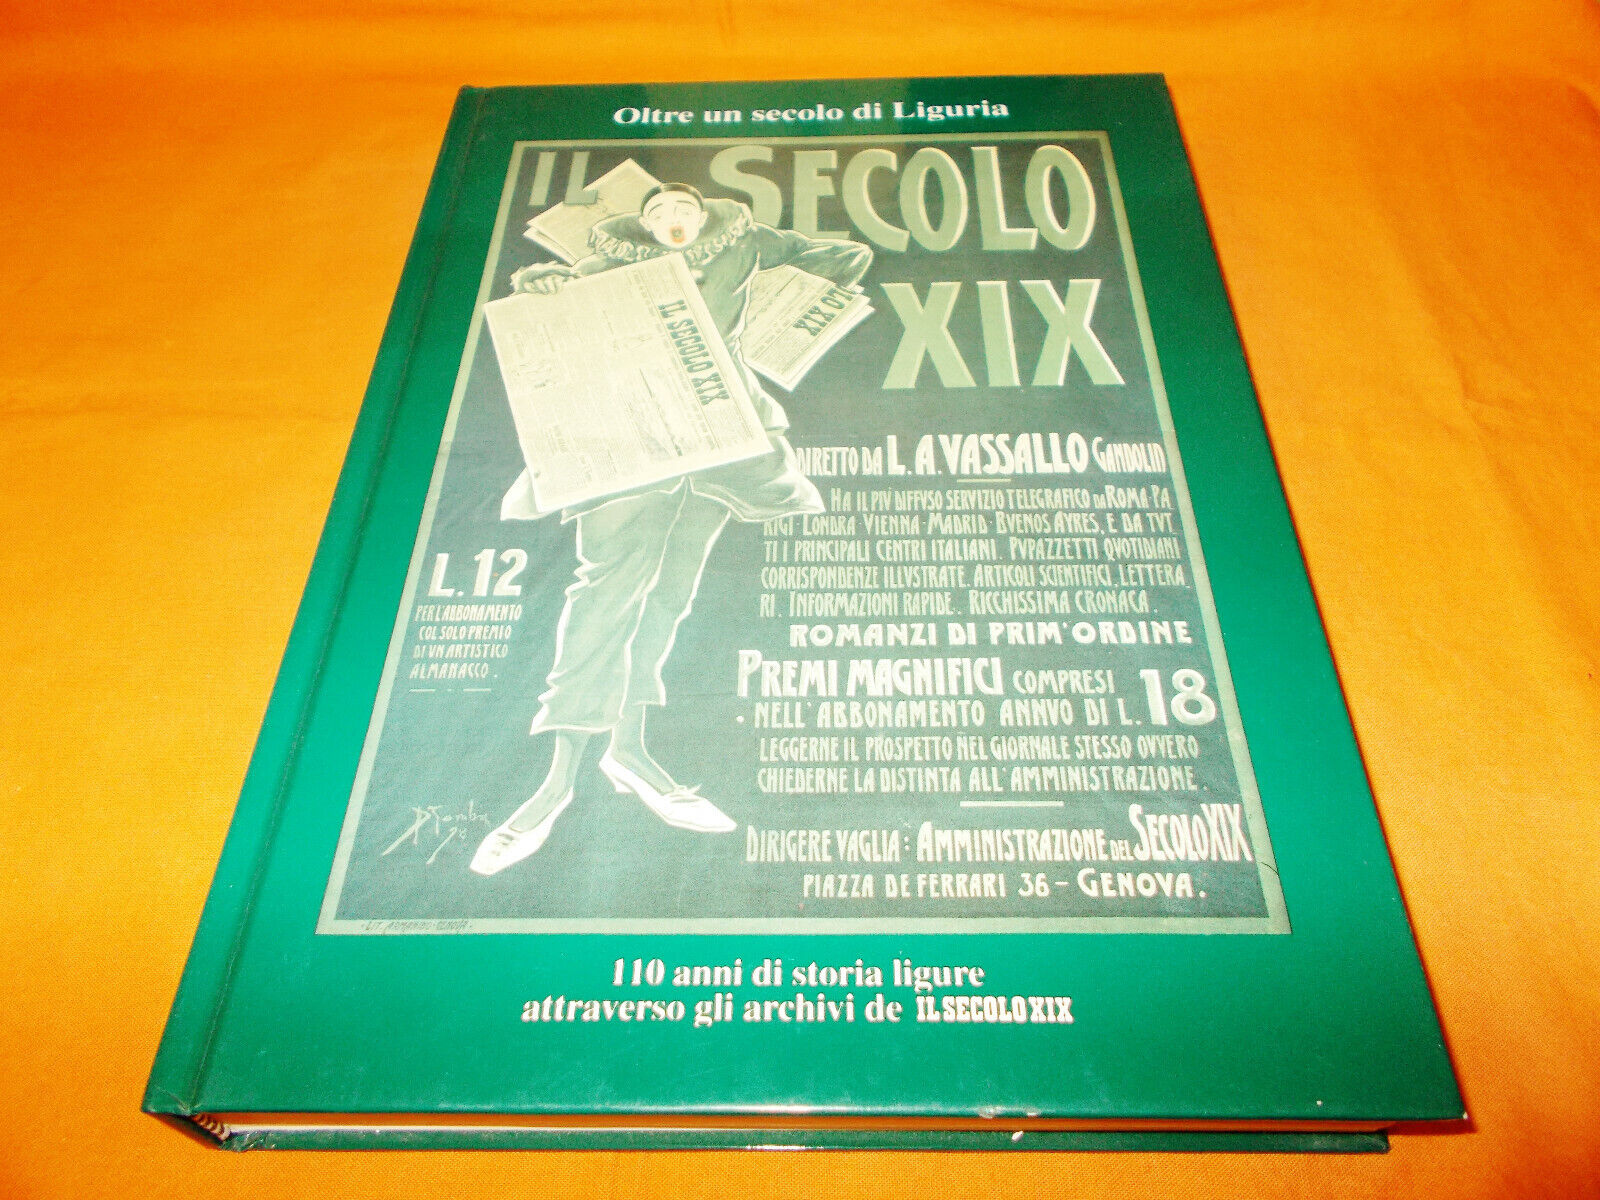 Oltre un secolo di Liguria
IL SECOLO
XIX
IL SECOLO XIX
LO XIX
DIRETTO DA L. A. VASSALLO GANDOLIN
HA IL PIÚ DIFFVSO SERVIZIO TELEGRAFICO DA ROMA·PA
RIGI·LONDRA·VIENNA·MADRID·BVENOS AYRES, E DA TVT
TI I PRINCIPALI CENTRI ITALIANI. PVPAZZETTI QVOTIDIANI
CORRISPONDENZE ILLVSTRATE. ARTICOLI SCIENTIFICI, LETTERA
RI. INFORMAZIONI RAPIDE. RICCHISSIMA CRONACA.
ROMANZI DI PRIM'ORDINE
PREMI MAGNIFICI COMPRESI
NELL'ABBONAMENTO ANNVO DI L. 18
LEGGERNE IL PROSPETTO NEL GIORNALE STESSO OVVERO
CHIEDERNE LA DISTINTA ALL'AMMINISTRAZIONE.
L. 12
PER L'ABBONAMENTO
COL SOLO PREMIO
DI VN ARTISTICO
ALMANACCO.
DIRIGERE VAGLIA: AMMINISTRAZIONE DEL SECOLO XIX
PIAZZA DE FERRARI 36 – GENOVA.
LIT. ARMANINO·GENOVA
110 anni di storia ligure
attraverso gli archivi de IL SECOLO XIX